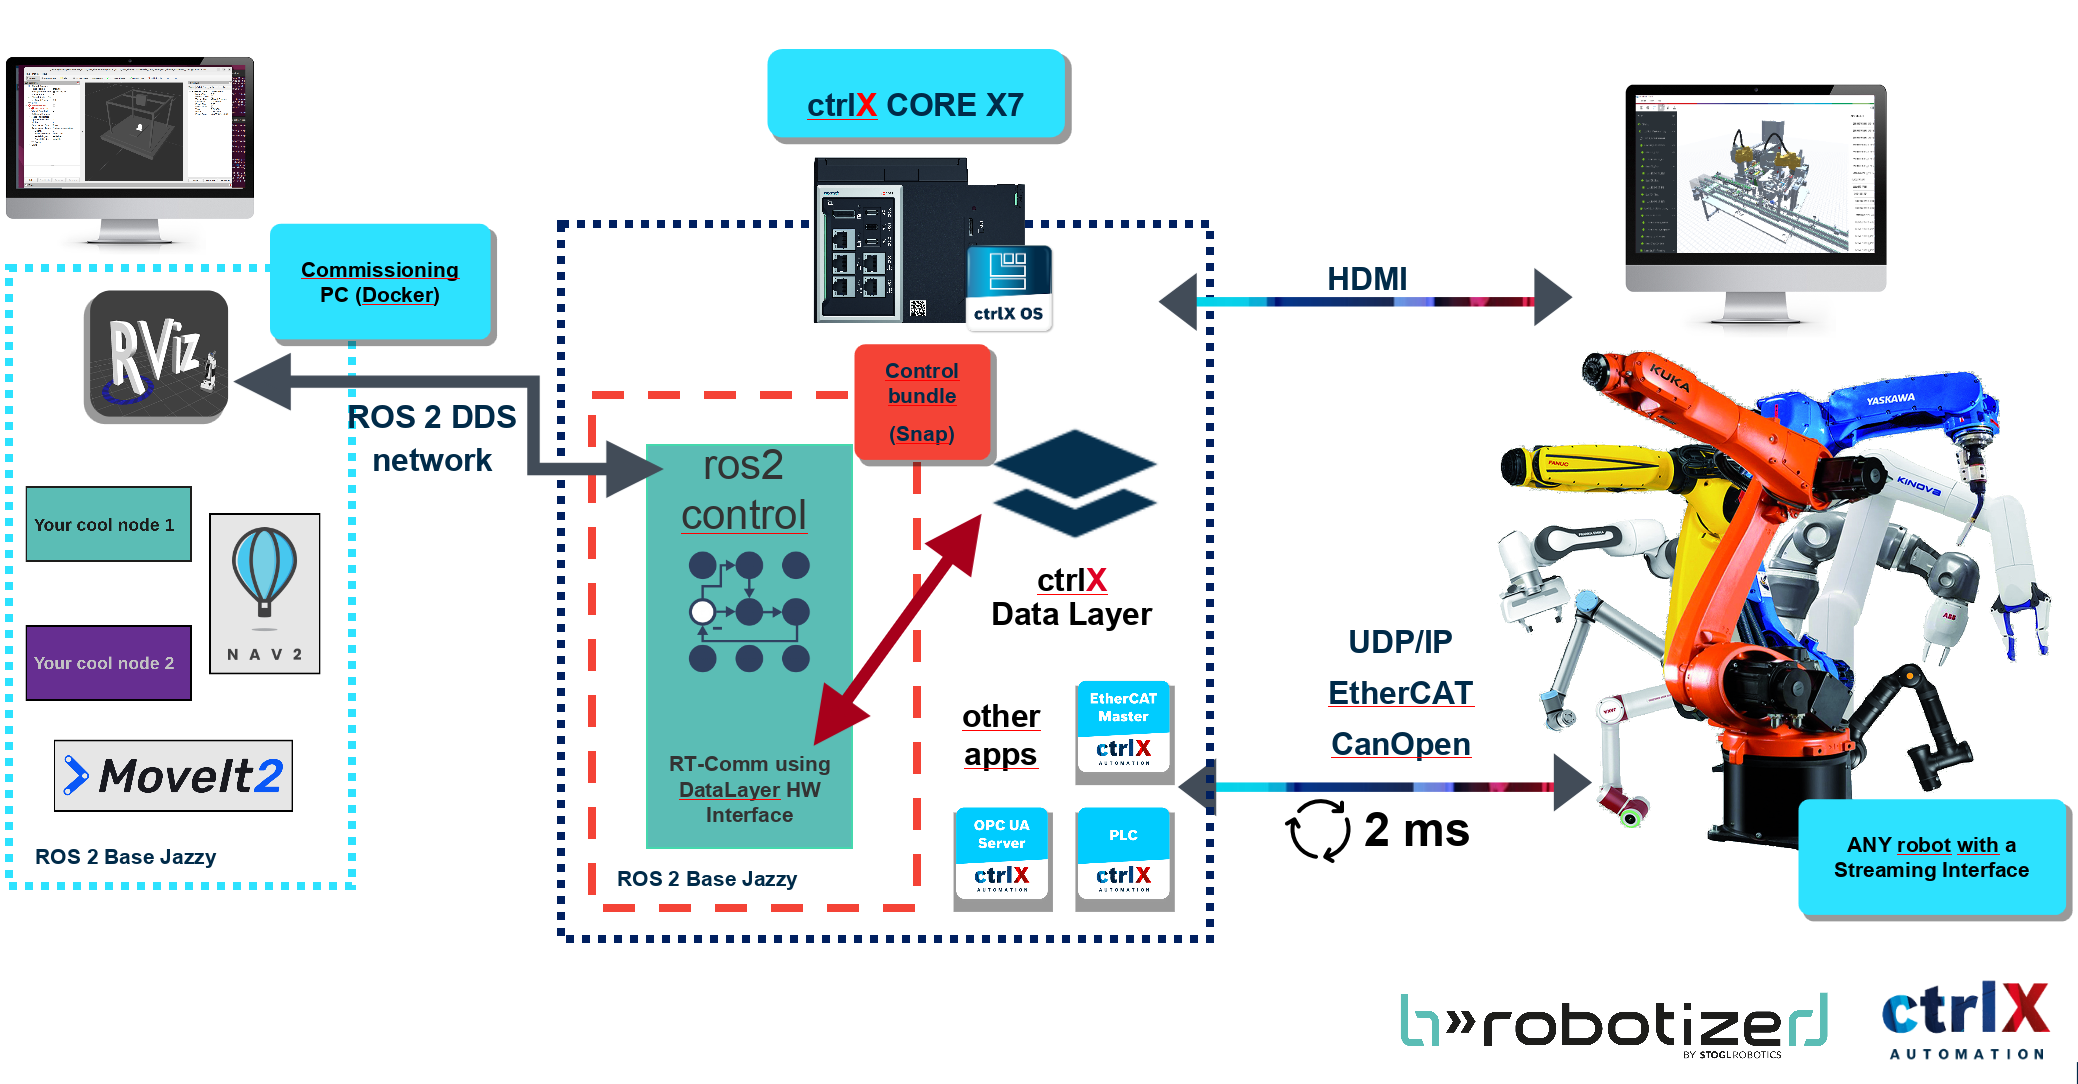 ctrlX CORE X7
Commissioning
PC (Docker)
RViz
ROS 2 DDS
network
Your cool node 1
NAV2
Your cool node 2
MoveIt2
ROS 2 Base Jazzy
ctrlX OS
Control
bundle
(Snap)
ros2
control
RT-Comm using
DataLayer HW
Interface
ROS 2 Base Jazzy
ctrlX
Data Layer
other
apps
EtherCAT
Master
ctrlX
AUTOMATION
OPC UA
Server
ctrlX
AUTOMATION
PLC
ctrlX
AUTOMATION
HDMI
UDP/IP
EtherCAT
CanOpen
2 ms
KUKA
YASKAWA
FANUC
KINOVA
ABB
ANY robot with a
Streaming Interface
robotized
BY STOGLROBOTICS
ctrlX
AUTOMATION